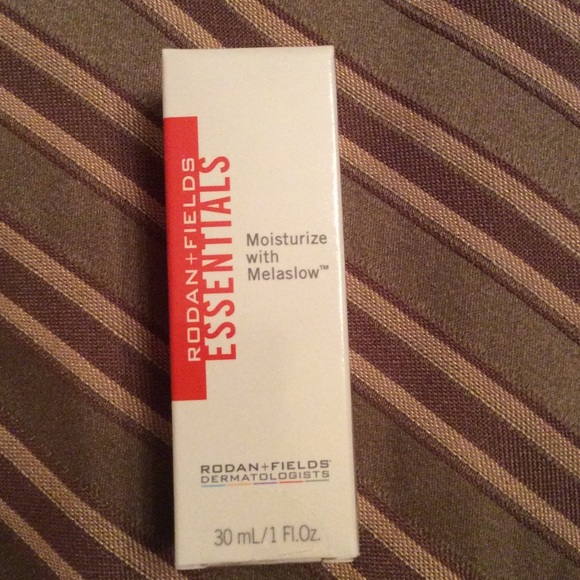 RODAN+FIELDS
ESSENTIALS
Moisturize
with
Melaslow™
RODAN+FIELDS®
DERMATOLOGISTS
30 mL/1 Fl.Oz.